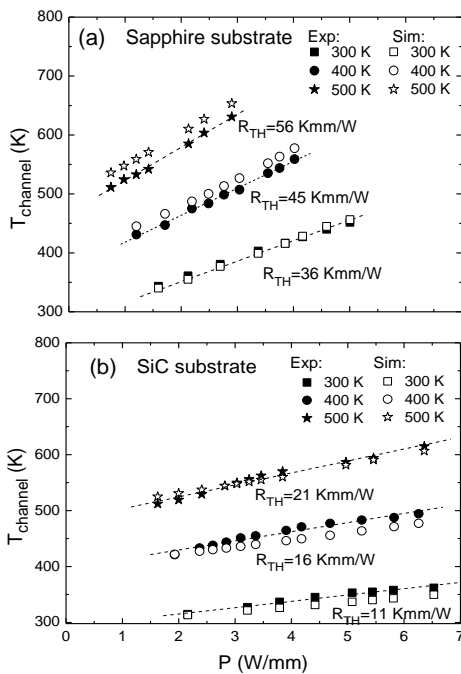 (a) Sapphire substrate
Exp: Sim:
300 K 300 K
400 K 400 K
500 K 500 K
800
700
600
500
400
300
T_channel (K)
R_TH=56 Kmm/W
R_TH=45 Kmm/W
R_TH=36 Kmm/W
(b) SiC substrate
Exp: Sim:
300 K 300 K
400 K 400 K
500 K 500 K
800
700
600
500
400
300
T_channel (K)
R_TH=21 Kmm/W
R_TH=16 Kmm/W
R_TH=11 Kmm/W
0 1 2 3 4 5 6 7
P (W/mm)